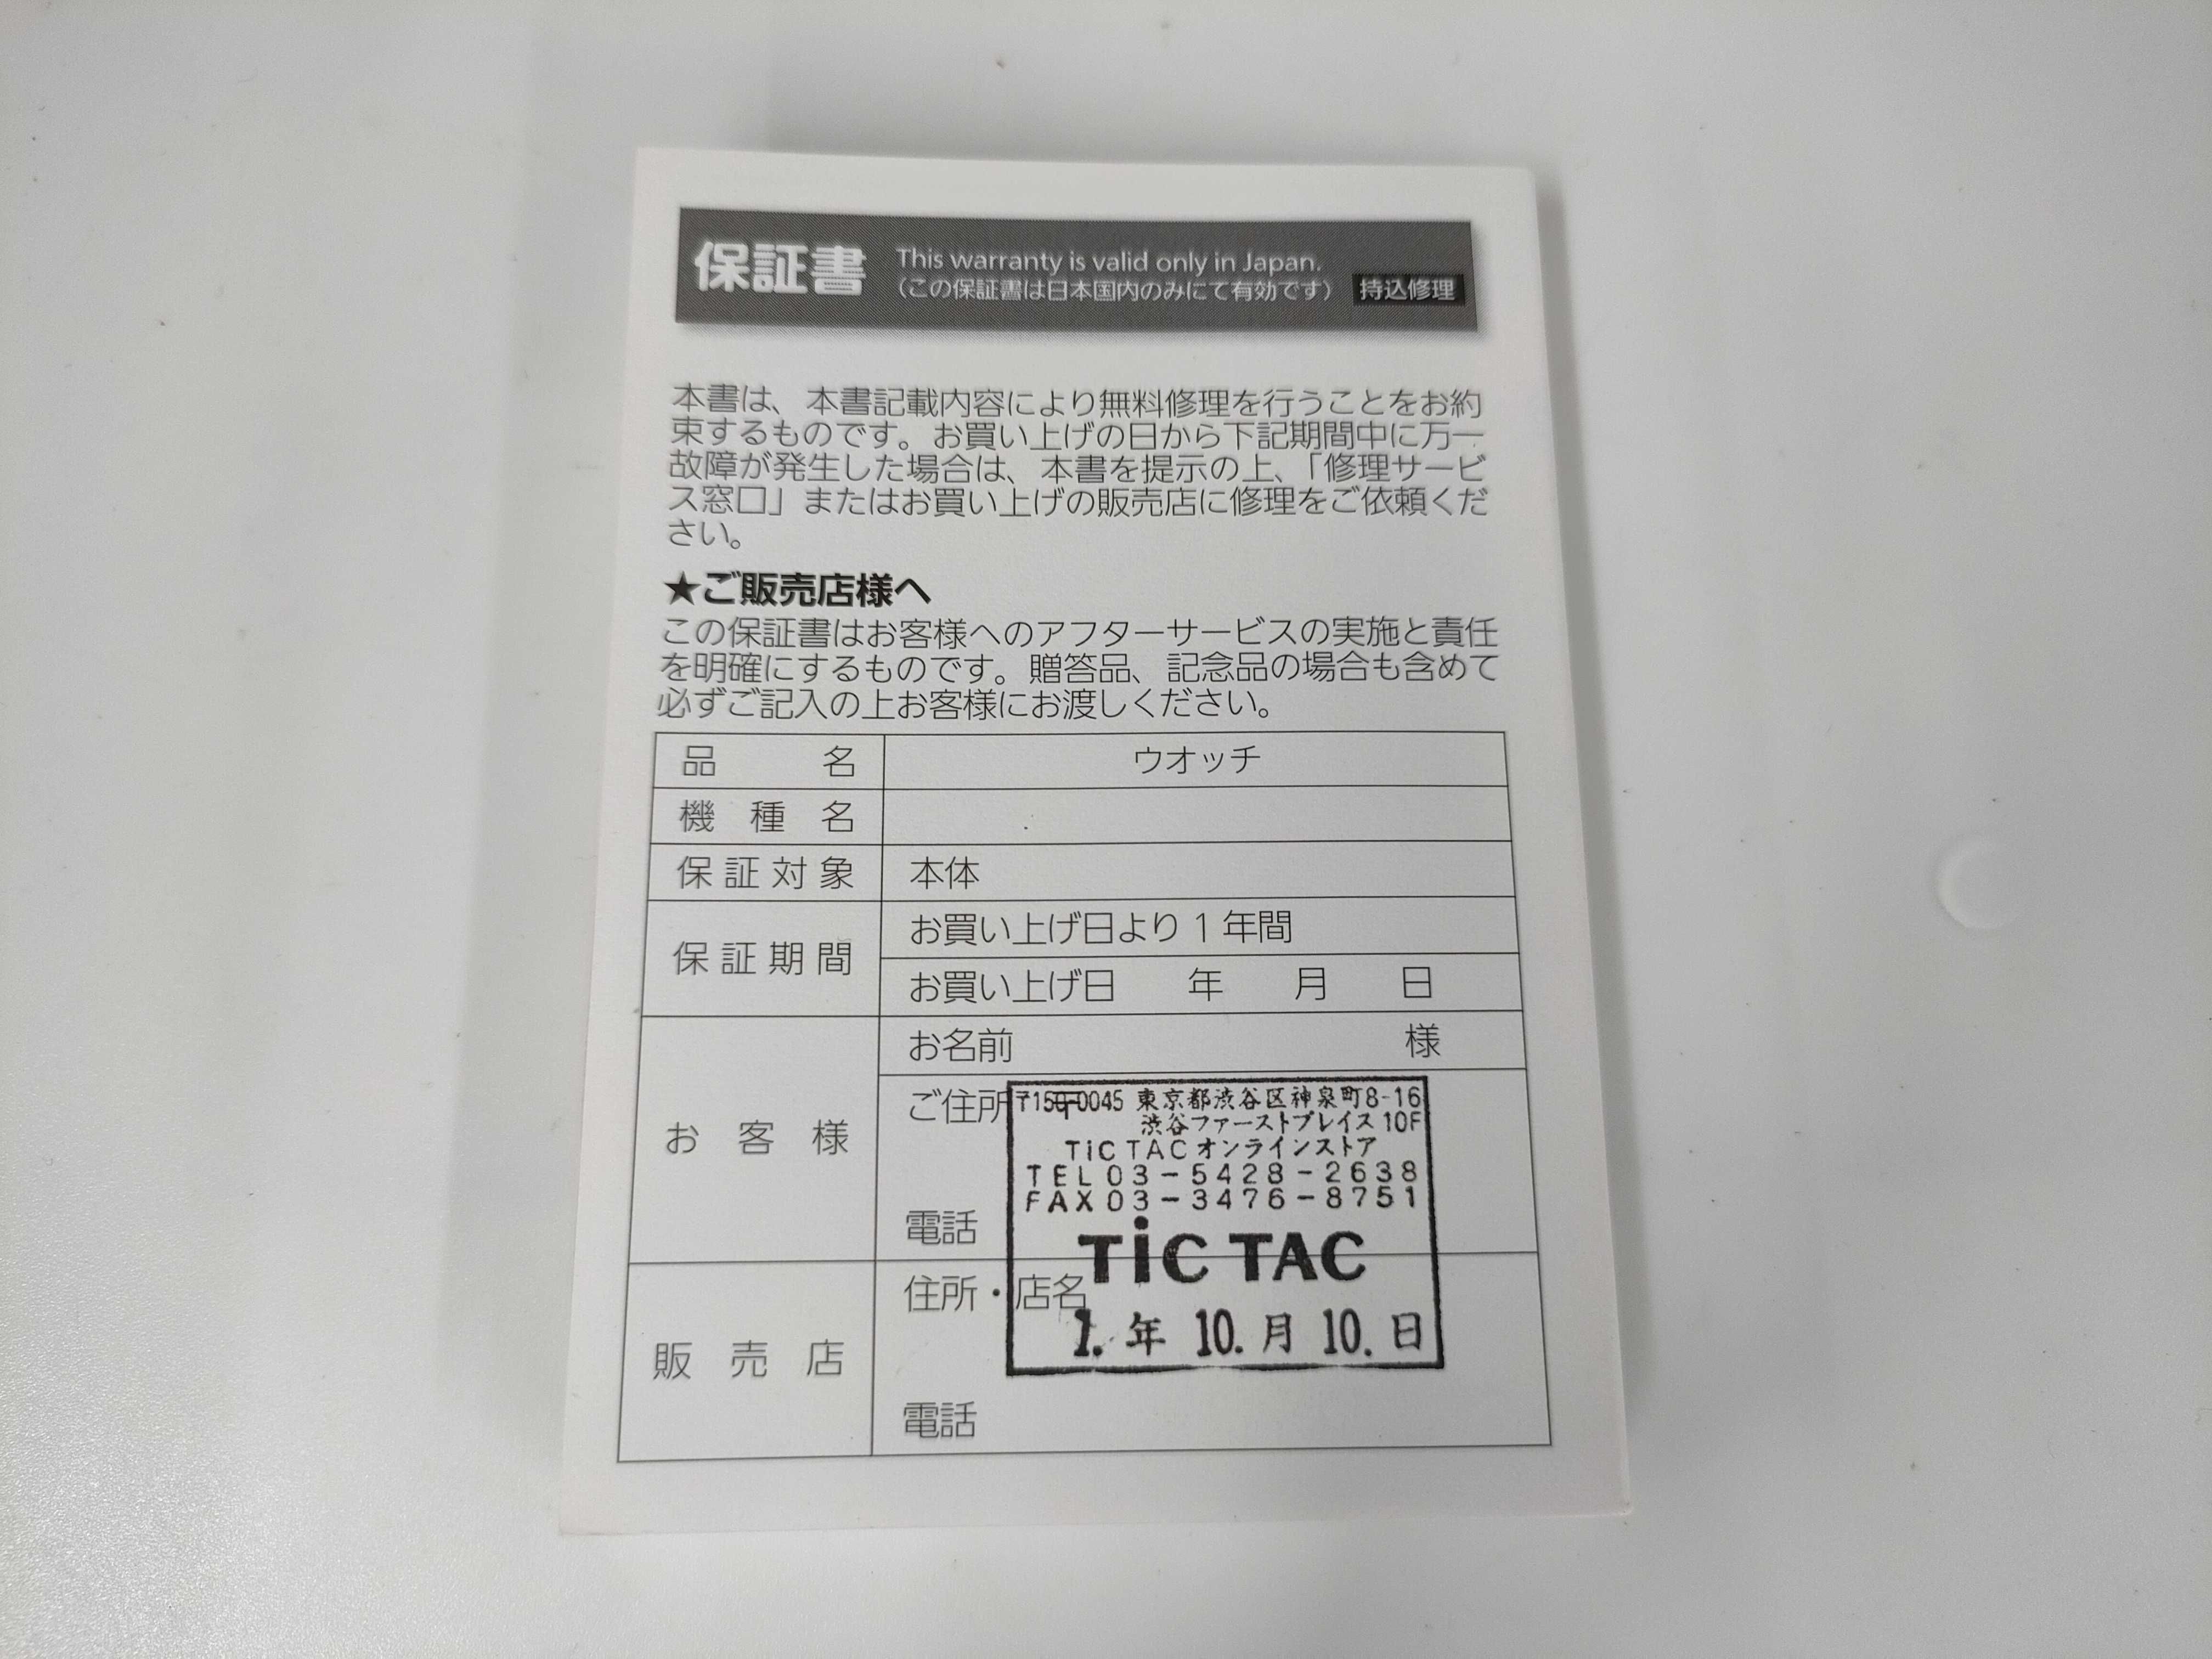 保証書 This warranty is valid only in Japan.
（この保証書は日本国内のみにて有効です） 持込修理
本書は、本書記載内容により無料修理を行うことをお約
束するものです。お買い上げの日から下記期間中に万一
故障が発生した場合は、本書を提示の上、「修理サービ
ス窓口」またはお買い上げの販売店に修理をご依頼くだ
さい。
★ご販売店様へ
この保証書はお客様へのアフターサービスの実施と責任
を明確にするものです。贈答品、記念品の場合も含めて
必ずご記入の上お客様にお渡しください。
品名 ウオッチ
機種名
保証対象 本体
保証期間 お買い上げ日より1年間
お買い上げ日 年 月 日
お客様 お名前 様
ご住所 〒
電話
〒150-0045 東京都渋谷区神泉町8-16
渋谷ファーストプレイス 10F
TiC TAC オンラインストア
TEL 03-5428-2638
FAX 03-3476-8751
TiC TAC
1. 年 10. 月 10. 日
販売店 住所・店名
電話